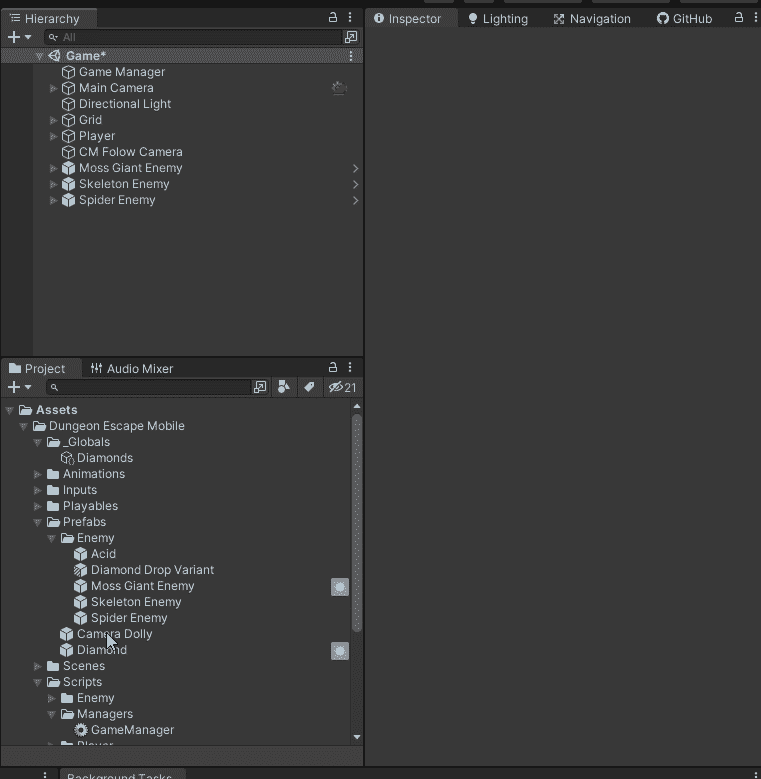 Hierarchy
Inspector
Lighting
Navigation
GitHub
All
Game*
Game Manager
Main Camera
Directional Light
Grid
Player
CM Folow Camera
Moss Giant Enemy
Skeleton Enemy
Spider Enemy
Project
Audio Mixer
21
Assets
Dungeon Escape Mobile
_Globals
Diamonds
Animations
Inputs
Playables
Prefabs
Enemy
Acid
Diamond Drop Variant
Moss Giant Enemy
Skeleton Enemy
Spider Enemy
Camera Dolly
Diamond
Scenes
Scripts
Enemy
Managers
GameManager
Player
Background Tasks